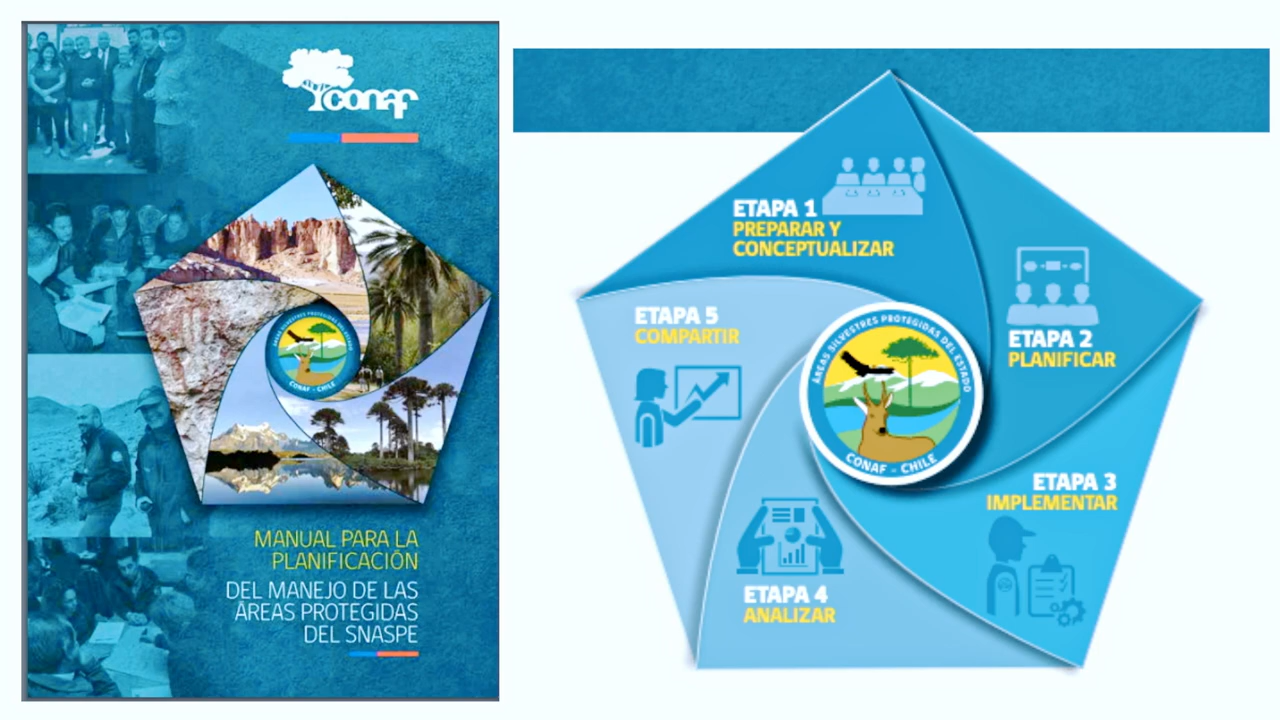 conaf
ÁREAS SILVESTRES PROTEGIDAS DEL ESTADO
CONAF - CHILE
MANUAL PARA LA
PLANIFICACIÓN
DEL MANEJO DE LAS
ÁREAS PROTEGIDAS
DEL SNASPE
ETAPA 1
PREPARAR Y
CONCEPTUALIZAR
ETAPA 2
PLANIFICAR
ETAPA 3
IMPLEMENTAR
ETAPA 4
ANALIZAR
ETAPA 5
COMPARTIR
ÁREAS SILVESTRES PROTEGIDAS DEL ESTADO
CONAF - CHILE